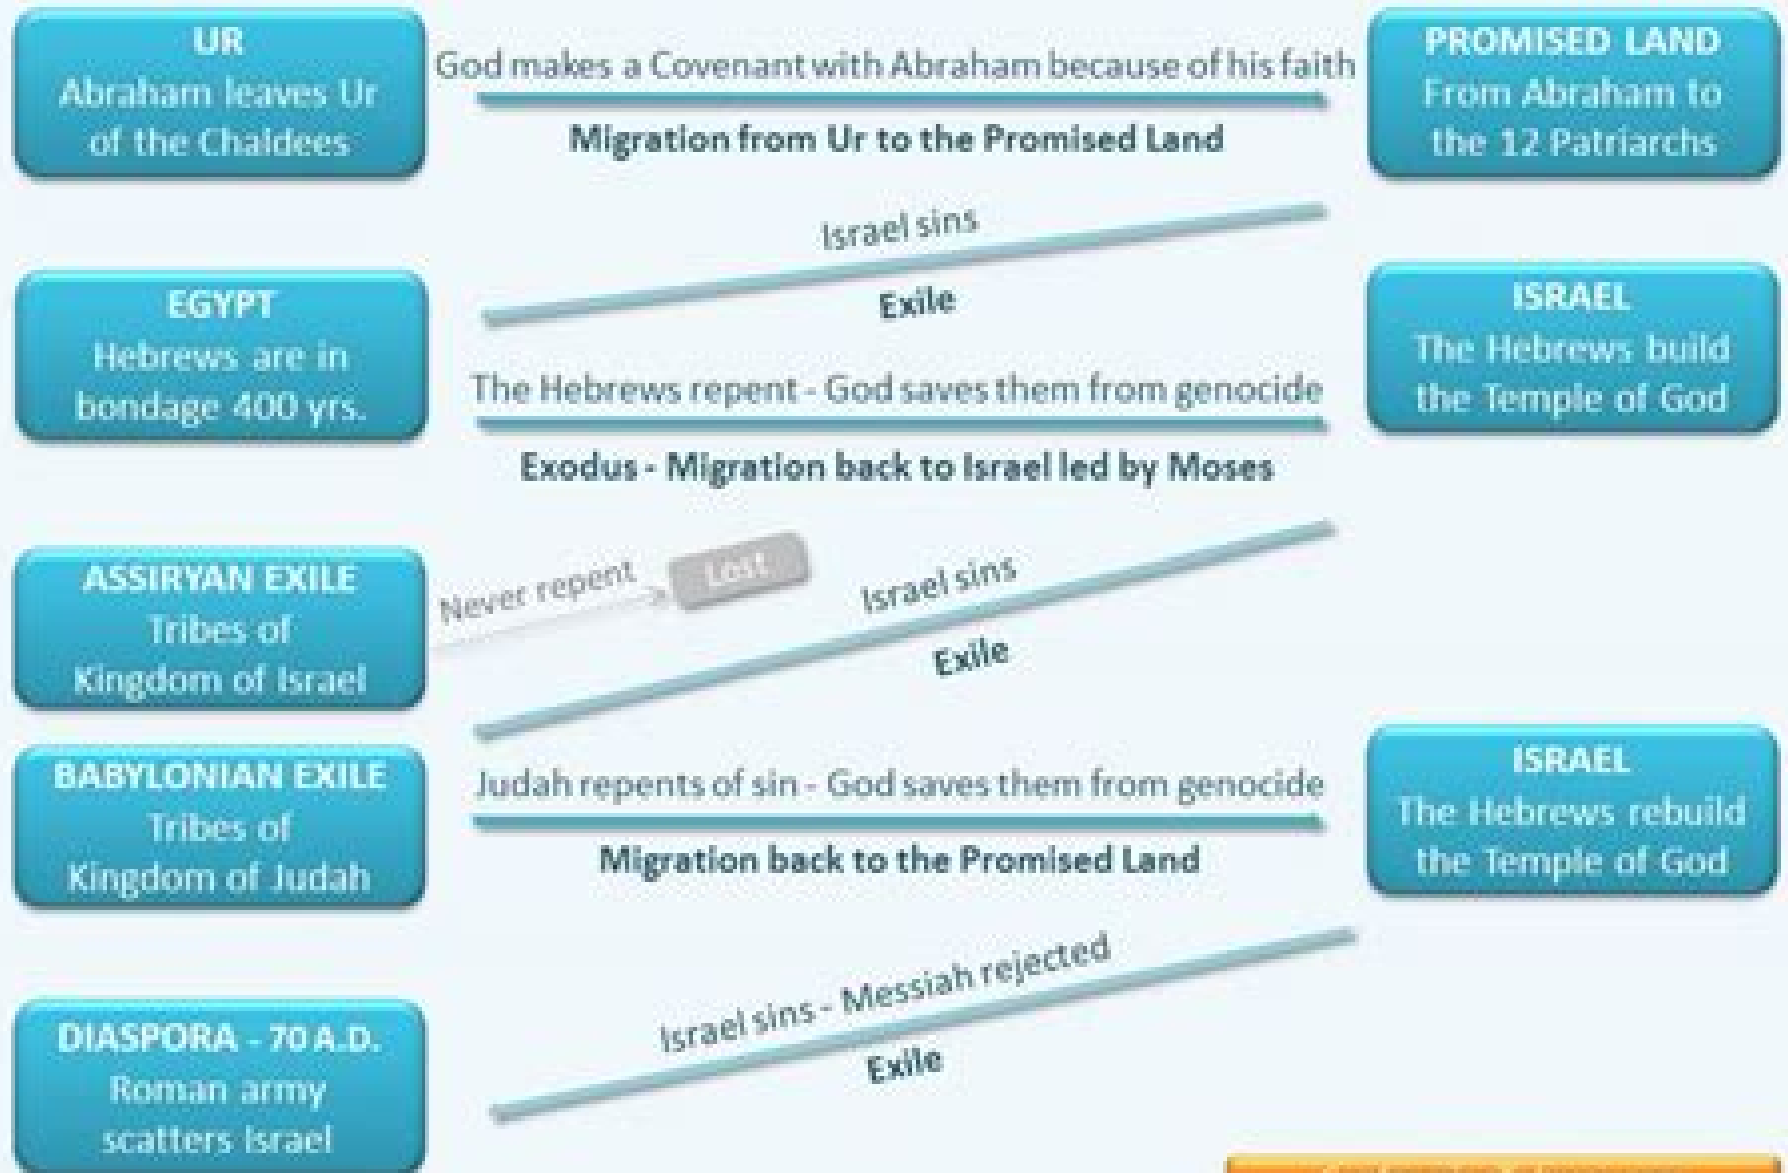 UR
Abraham leaves Ur
of the Chaldees
God makes a Covenant with Abraham because of his faith
Migration from Ur to the Promised Land
PROMISED LAND
From Abraham to
the 12 Patriarchs
Israel sins
Exile
EGYPT
Hebrews are in
bondage 400 yrs.
The Hebrews repent - God saves them from genocide
Exodus - Migration back to Israel led by Moses
ISRAEL
The Hebrews build
the Temple of God
ASSIRYAN EXILE
Tribes of
Kingdom of Israel
Never repent
Lost
Israel sins
Exile
BABYLONIAN EXILE
Tribes of
Kingdom of Judah
Judah repents of sin - God saves them from genocide
Migration back to the Promised Land
ISRAEL
The Hebrews rebuild
the Temple of God
Israel sins - Messiah rejected
Exile
DIASPORA - 70 A.D.
Roman army
scatters Israel